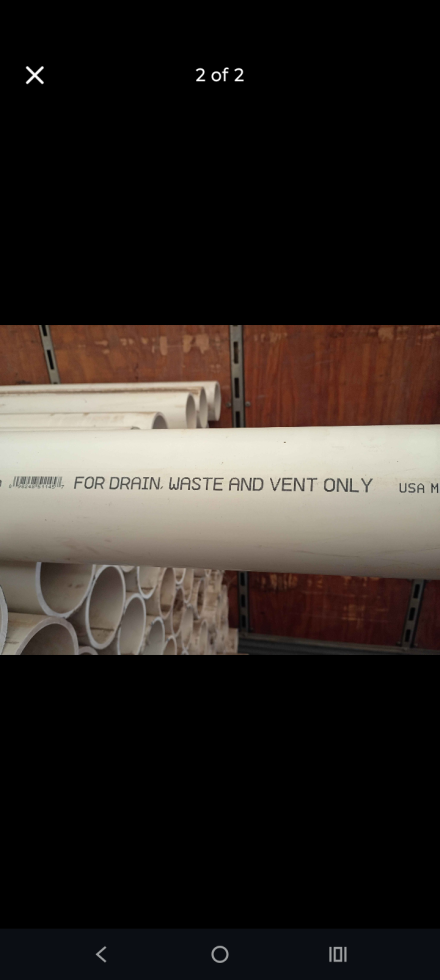 2 of 2
FOR DRAIN, WASTE AND VENT ONLY USA M